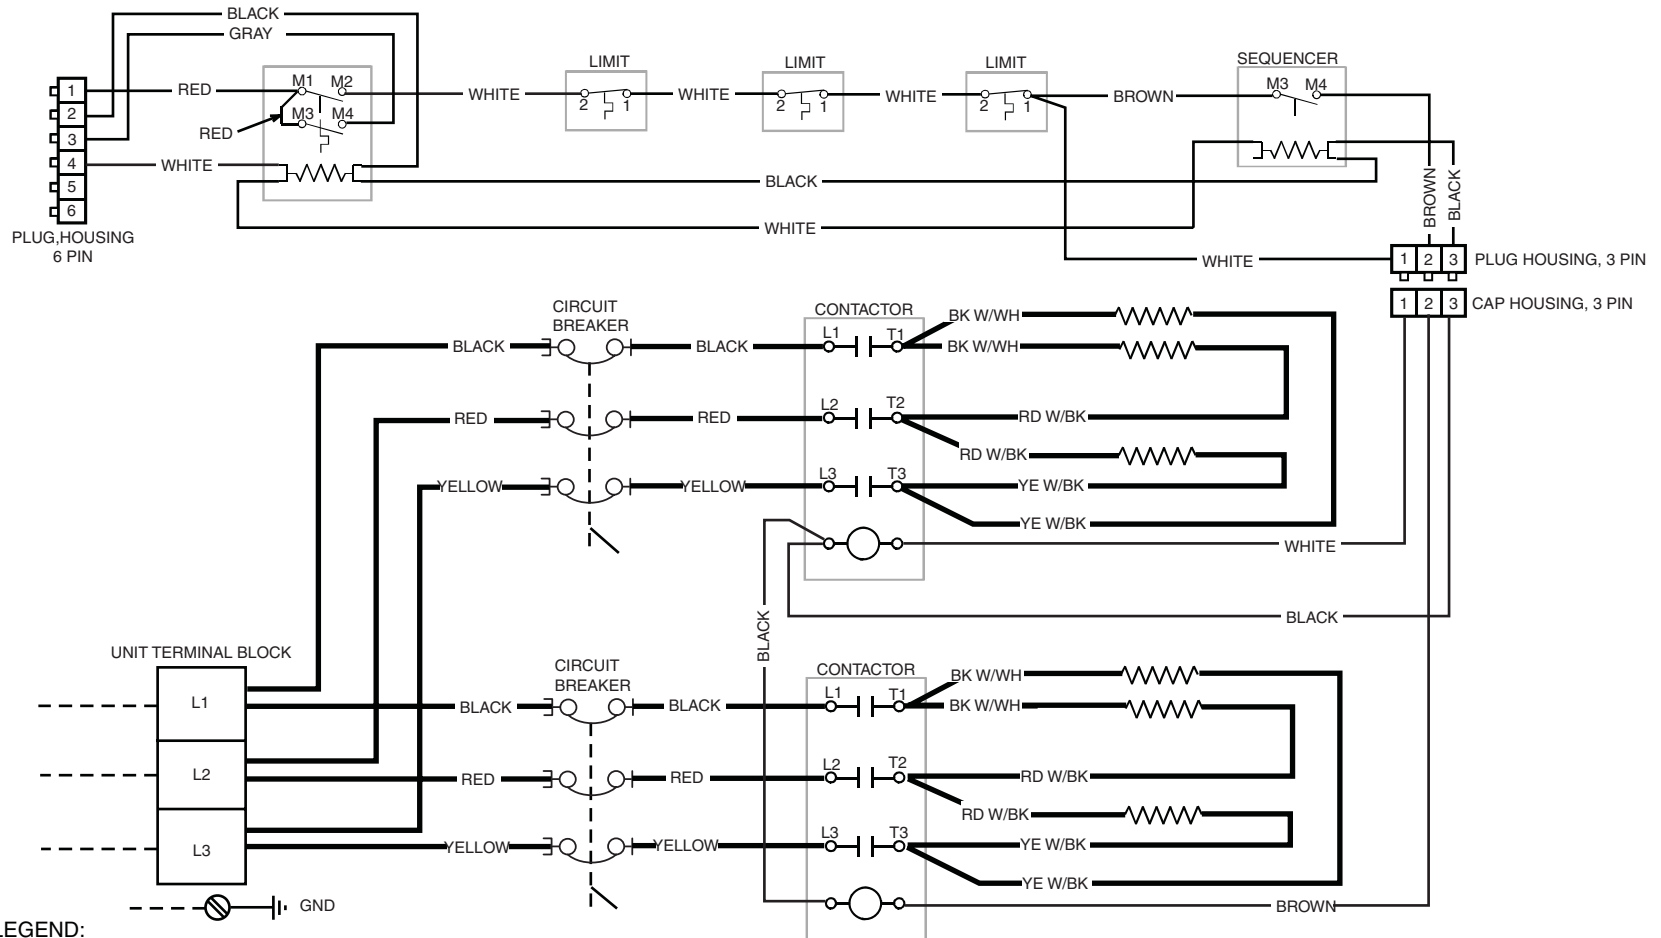 BLACK
GRAY
LIMIT
LIMIT
LIMIT
SEQUENCER
1
RED
M1
M2
WHITE
2
1
WHITE
2
1
WHITE
2
1
BROWN
M3
M4
2
RED
M3
M4
3
4
WHITE
5
BLACK
6
WHITE
BROWN
BLACK
PLUG,HOUSING
6 PIN
WHITE
1
2
3
PLUG HOUSING, 3 PIN
1
2
3
CAP HOUSING, 3 PIN
CIRCUIT
BREAKER
CONTACTOR
BK W/WH
BLACK
BLACK
L1
T1
BK W/WH
RED
RED
L2
T2
RD W/BK
RD W/BK
YELLOW
YELLOW
L3
T3
YE W/BK
YE W/BK
WHITE
BLACK
BLACK
UNIT TERMINAL BLOCK
CIRCUIT
BREAKER
CONTACTOR
BK W/WH
L1
BLACK
BLACK
L1
T1
BK W/WH
L2
RED
RED
L2
T2
RD W/BK
RD W/BK
L3
YELLOW
YELLOW
L3
T3
YE W/BK
YE W/BK
BROWN
GND
LEGEND: